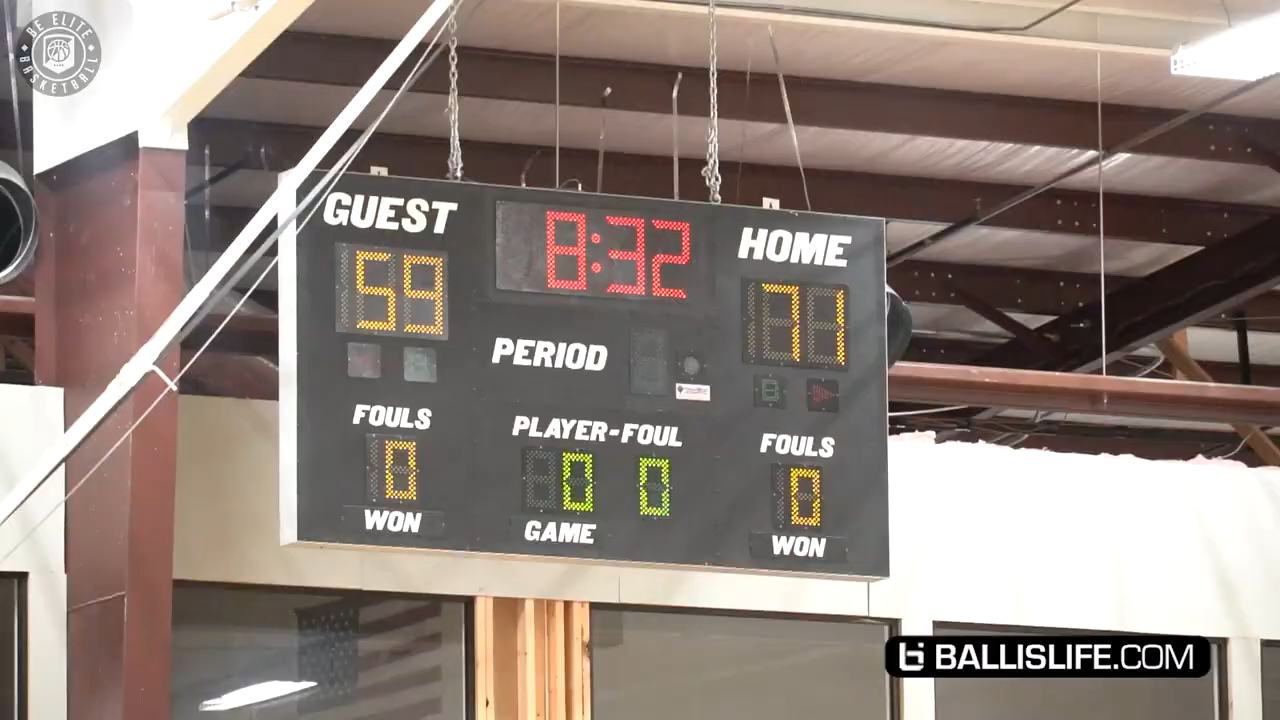 BE ELITE
BASKETBALL
GUEST
8:32
HOME
59
71
PERIOD
FOULS
PLAYER-FOUL
FOULS
0
0 0
0
WON
GAME
WON
BALLISLIFE.COM